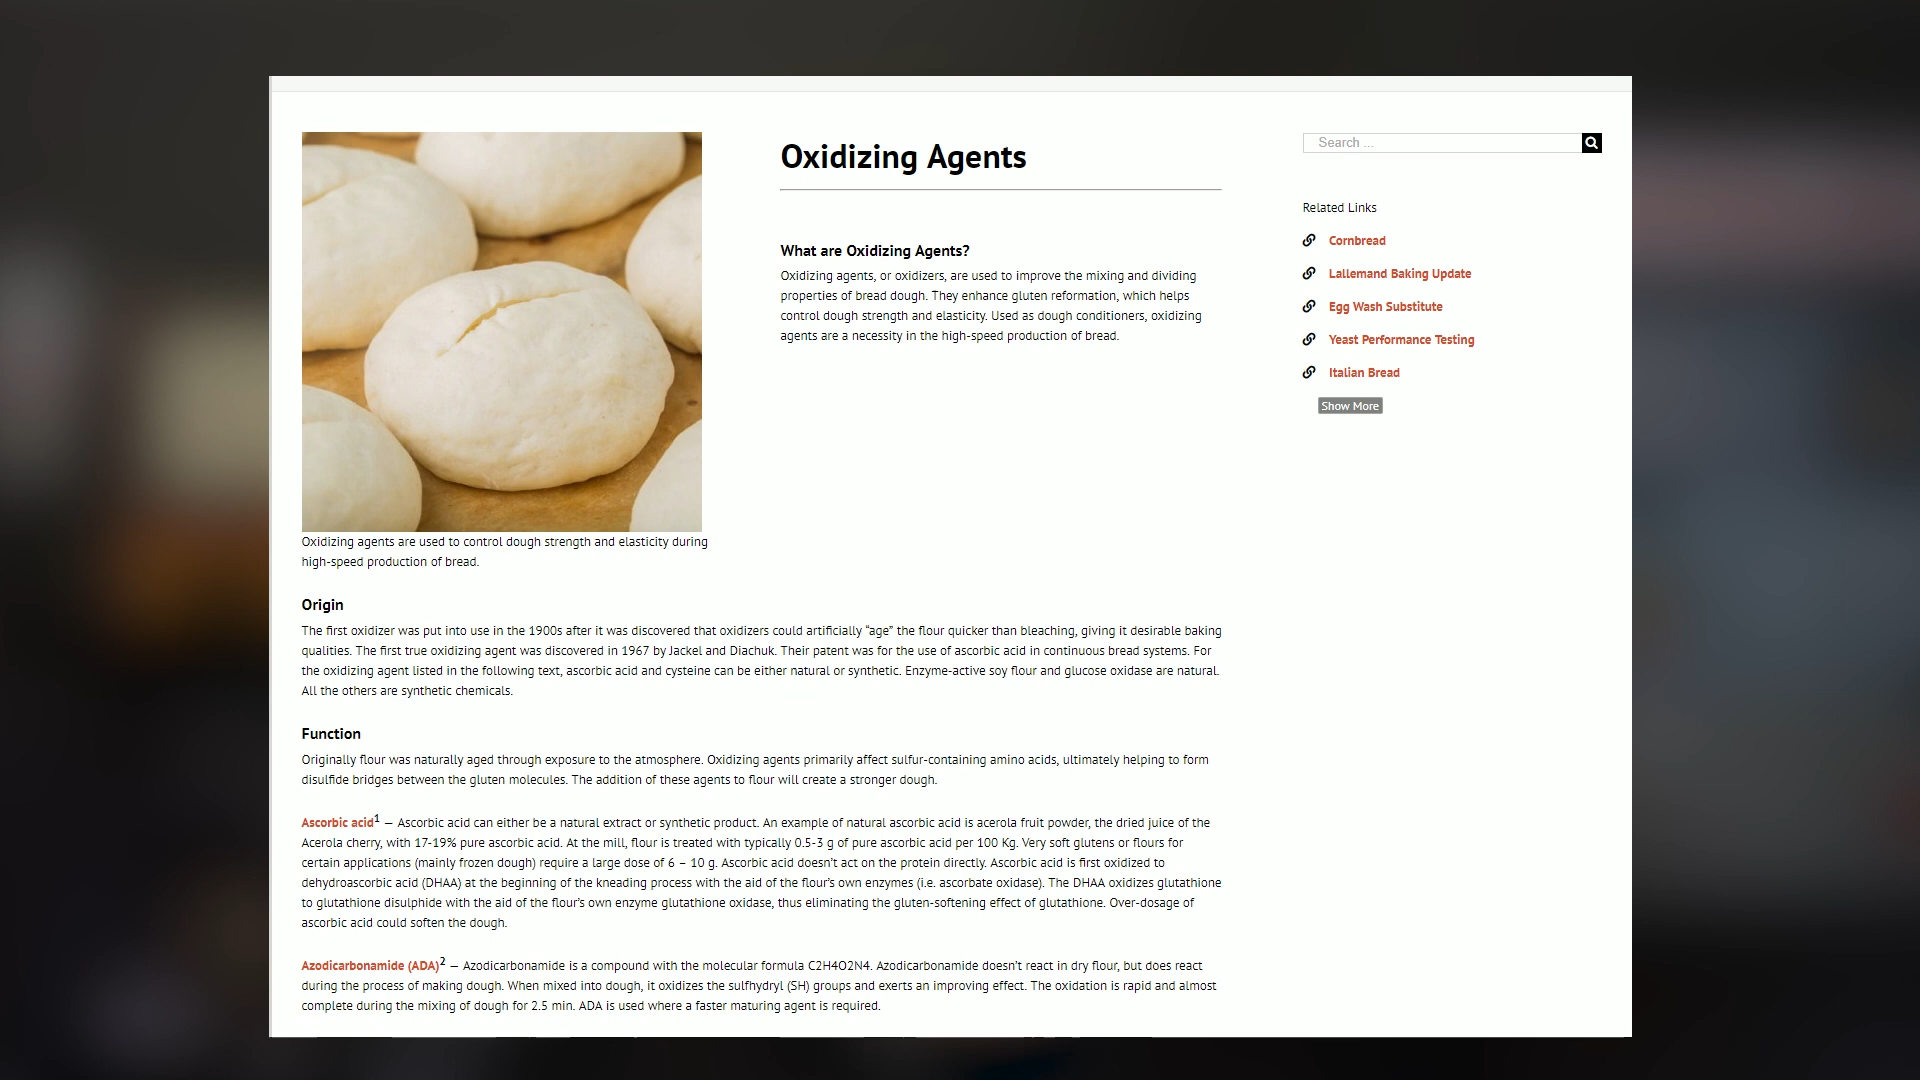 Oxidizing Agents
What are Oxidizing Agents?
Oxidizing agents, or oxidizers, are used to improve the mixing and dividing
properties of bread dough. They enhance gluten reformation, which helps
control dough strength and elasticity. Used as dough conditioners, oxidizing
agents are a necessity in the high-speed production of bread.
Oxidizing agents are used to control dough strength and elasticity during
high-speed production of bread.
Origin
The first oxidizer was put into use in the 1900s after it was discovered that oxidizers could artificially “age” the flour quicker than bleaching, giving it desirable baking
qualities. The first true oxidizing agent was discovered in 1967 by Jackel and Diachuk. Their patent was for the use of ascorbic acid in continuous bread systems. For
the oxidizing agent listed in the following text, ascorbic acid and cysteine can be either natural or synthetic. Enzyme-active soy flour and glucose oxidase are natural.
All the others are synthetic chemicals.
Function
Originally flour was naturally aged through exposure to the atmosphere. Oxidizing agents primarily affect sulfur-containing amino acids, ultimately helping to form
disulfide bridges between the gluten molecules. The addition of these agents to flour will create a stronger dough.
Ascorbic acid1 – Ascorbic acid can either be a natural extract or synthetic product. An example of natural ascorbic acid is acerola fruit powder, the dried juice of the
Acerola cherry, with 17-19% pure ascorbic acid. At the mill, flour is treated with typically 0.5-3 g of pure ascorbic acid per 100 Kg. Very soft glutens or flours for
certain applications (mainly frozen dough) require a large dose of 6 – 10 g. Ascorbic acid doesn’t act on the protein directly. Ascorbic acid is first oxidized to
dehydroascorbic acid (DHAA) at the beginning of the kneading process with the aid of the flour’s own enzymes (i.e. ascorbate oxidase). The DHAA oxidizes glutathione
to glutathione disulphide with the aid of the flour’s own enzyme glutathione oxidase, thus eliminating the gluten-softening effect of glutathione. Over-dosage of
ascorbic acid could soften the dough.
Azodicarbonamide (ADA)2 – Azodicarbonamide is a compound with the molecular formula C2H4O2N4. Azodicarbonamide doesn’t react in dry flour, but does react
during the process of making dough. When mixed into dough, it oxidizes the sulfhydryl (SH) groups and exerts an improving effect. The oxidation is rapid and almost
complete during the mixing of dough for 2.5 min. ADA is used where a faster maturing agent is required.
Search ...
Related Links
Cornbread
Lallemand Baking Update
Egg Wash Substitute
Yeast Performance Testing
Italian Bread
Show More